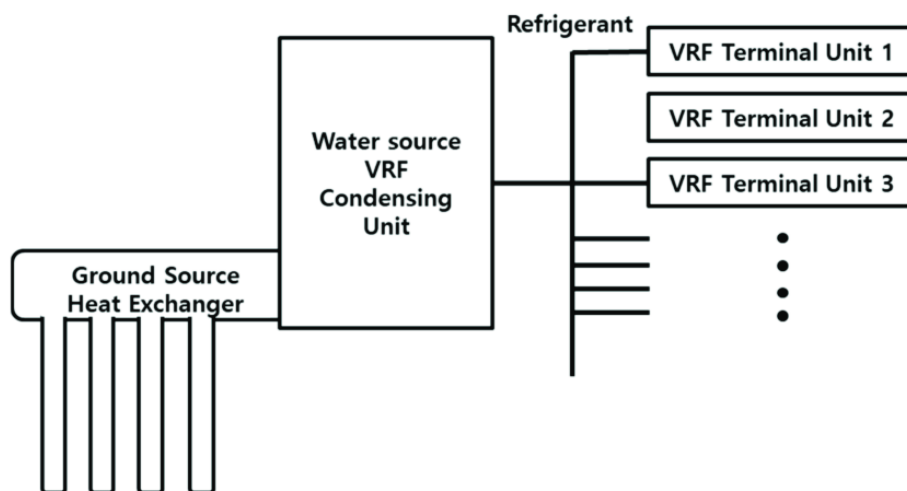 Refrigerant
VRF Terminal Unit 1
VRF Terminal Unit 2
VRF Terminal Unit 3
Water source
VRF
Condensing
Unit
Ground Source
Heat Exchanger